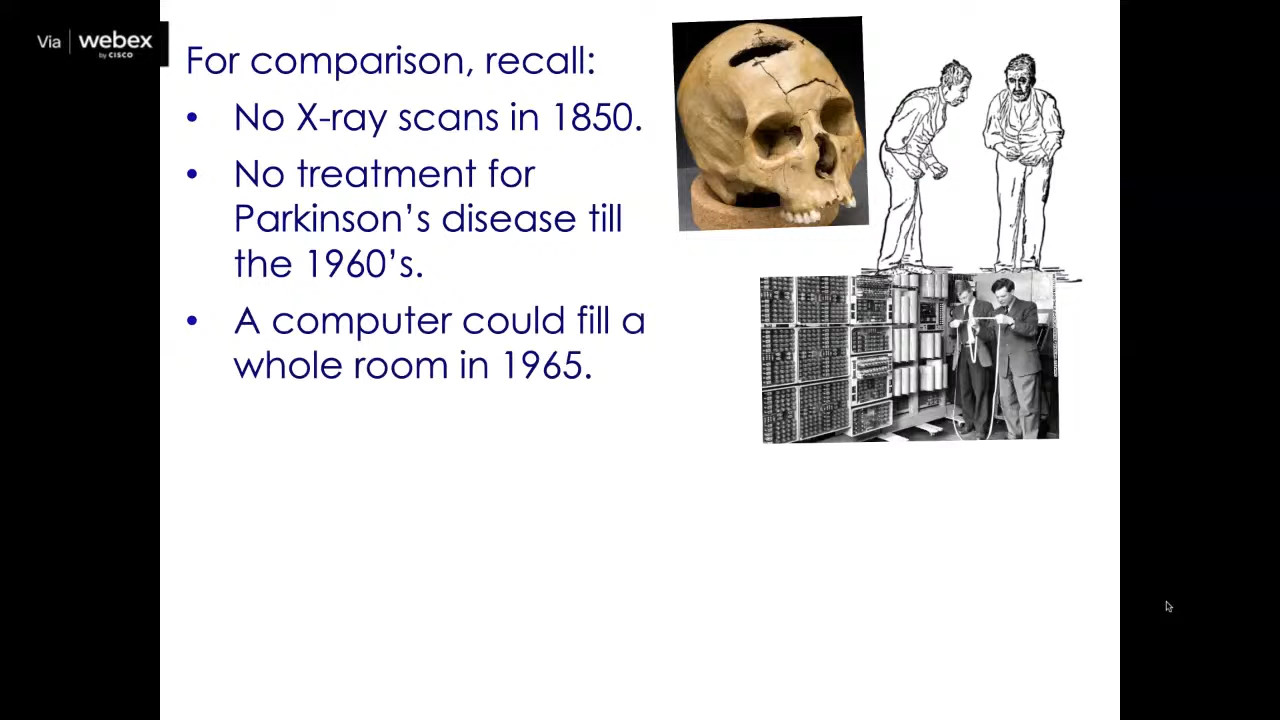 Via webex
by CISCO
For comparison, recall:
• No X-ray scans in 1850.
• No treatment for
Parkinson’s disease till
the 1960’s.
• A computer could fill a
whole room in 1965.